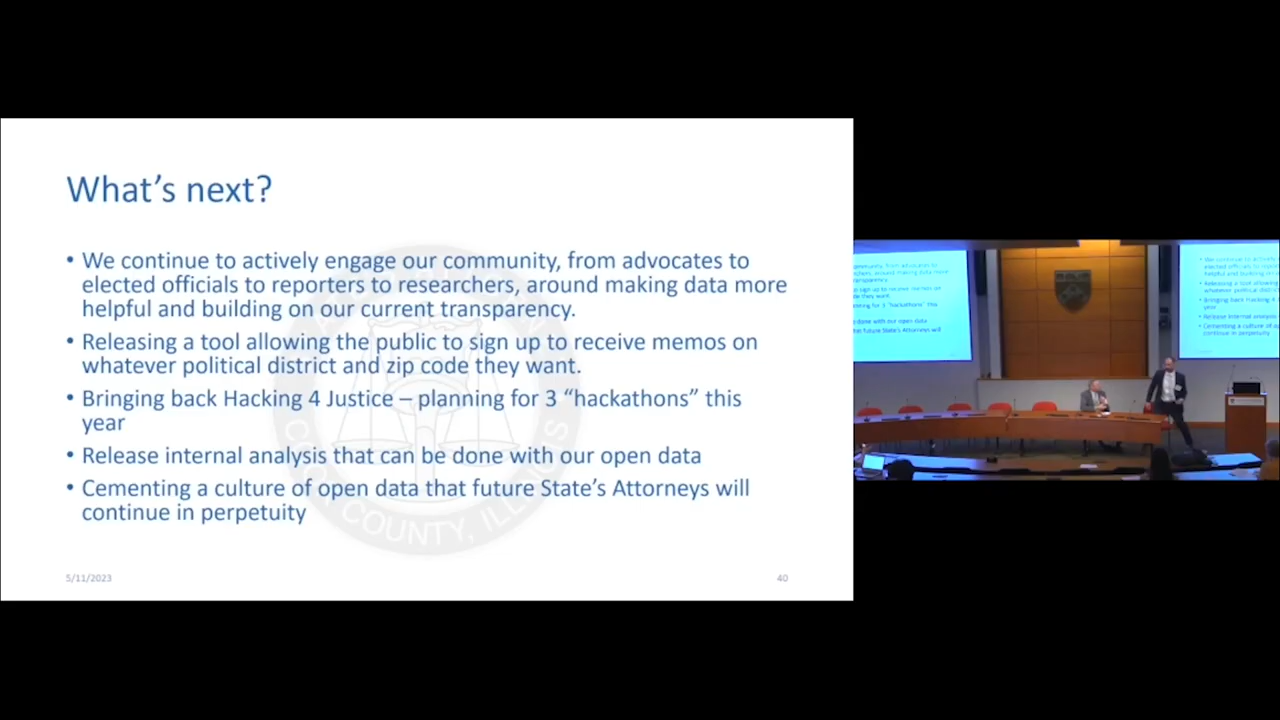 What’s next?
• We continue to actively engage our community, from advocates to
elected officials to reporters to researchers, around making data more
helpful and building on our current transparency.
• Releasing a tool allowing the public to sign up to receive memos on
whatever political district and zip code they want.
• Bringing back Hacking 4 Justice – planning for 3 “hackathons” this
year
• Release internal analysis that can be done with our open data
• Cementing a culture of open data that future State’s Attorneys will
continue in perpetuity
COUNTY, ILLINOIS
5/11/2023
40